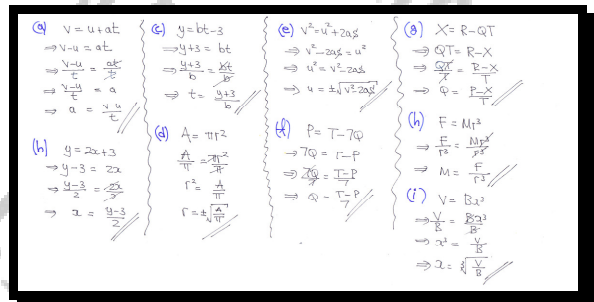 (a) v = u + at
⇒ v-u = at
⇒ v-u/t = at/t
⇒ v-u/t = a
⇒ a = v-u/t
(b) y = 2x+3
⇒ y-3 = 2x
⇒ y-3/2 = 2x/2
⇒ x = y-3/2
(c) y = bt-3
⇒ y+3 = bt
⇒ y+3/b = bt/b
⇒ t = y+3/b
(d) A = πr²
A/π = πr²/π
r² = A/π
r = ±√A/π
(e) v² = u² + 2as
⇒ v²-2as = u²
⇒ u² = v²-2as
⇒ u = ±√v²-2as
(f) P = T-7Q
⇒ 7Q = T-P
⇒ 7Q/7 = T-P/7
⇒ Q = T-P/7
(g) X = R-QT
⇒ QT = R-X
⇒ QT/T = R-X/T
⇒ Q = R-X/T
(h) F = Mr³
⇒ F/r³ = Mr³/r³
⇒ M = F/r³
(i) V = Bx³
⇒ V/B = Bx³/B
⇒ x³ = V/B
⇒ x = ∛V/B